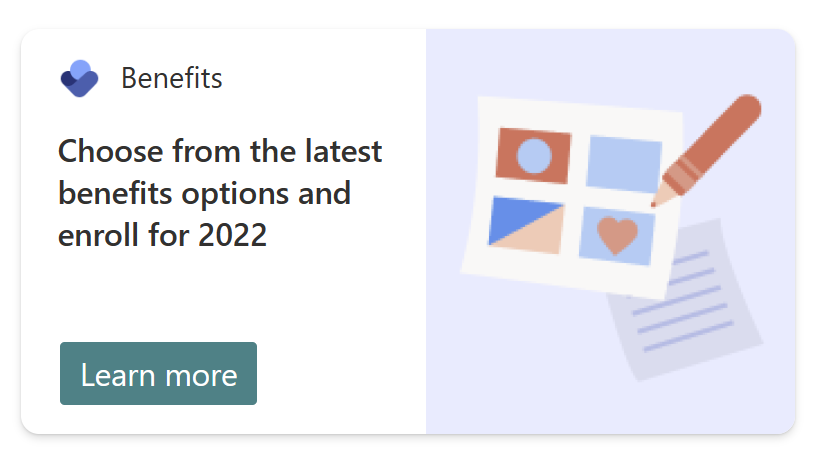 Benefits
Choose from the latest
benefits options and
enroll for 2022
Learn more